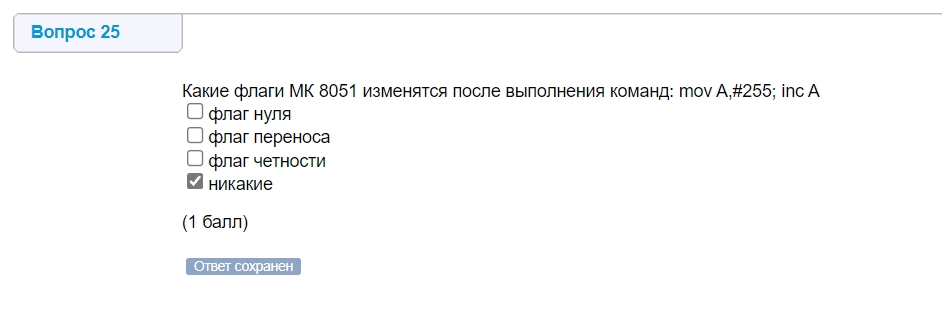 Вопрос 25
Какие флаги МК 8051 изменятся после выполнения команд: mov A,#255; inc A
флаг нуля
флаг переноса
флаг четности
никакие
(1 балл)
Ответ сохранен